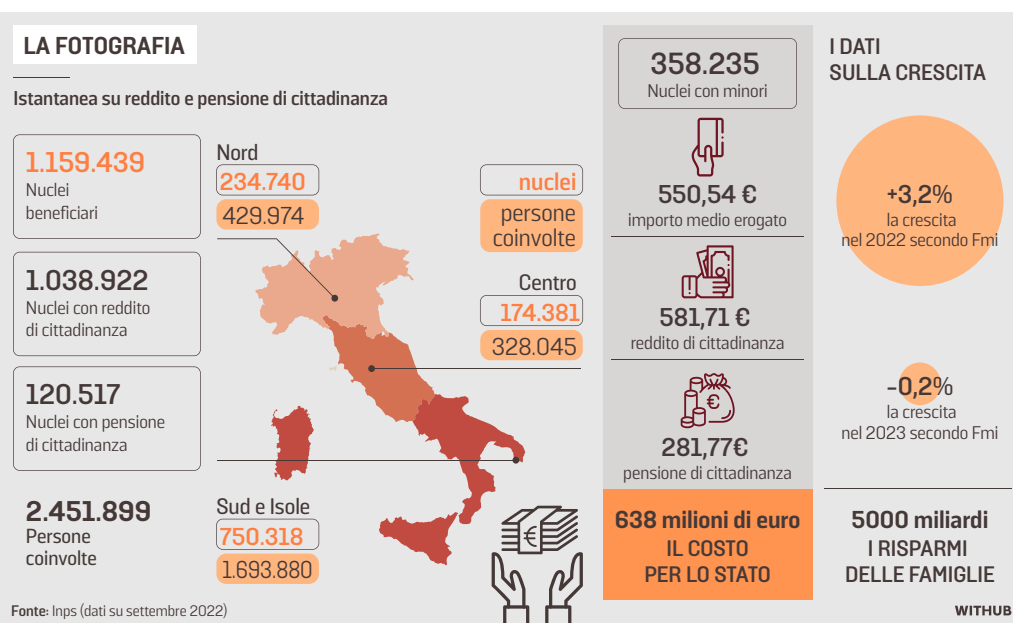 LA FOTOGRAFIA
Istantanea su reddito e pensione di cittadinanza
1.159.439
Nuclei
beneficiari
1.038.922
Nuclei con reddito
di cittadinanza
120.517
Nuclei con pensione
di cittadinanza
2.451.899
Persone
coinvolte
Nord
234.740
429.974
nuclei
persone
coinvolte
Centro
174.381
328.045
Sud e Isole
750.318
1.693.880
€
358.235
Nuclei con minori
550,54 €
importo medio erogato
581,71 €
reddito di cittadinanza
€
281,77€
pensione di cittadinanza
638 milioni di euro
IL COSTO
PER LO STATO
I DATI
SULLA CRESCITA
+3,2%
la crescita
nel 2022 secondo Fmi
-0,2%
la crescita
nel 2023 secondo Fmi
5000 miliardi
I RISPARMI
DELLE FAMIGLIE
Fonte: Inps (dati su settembre 2022)
WITHUB